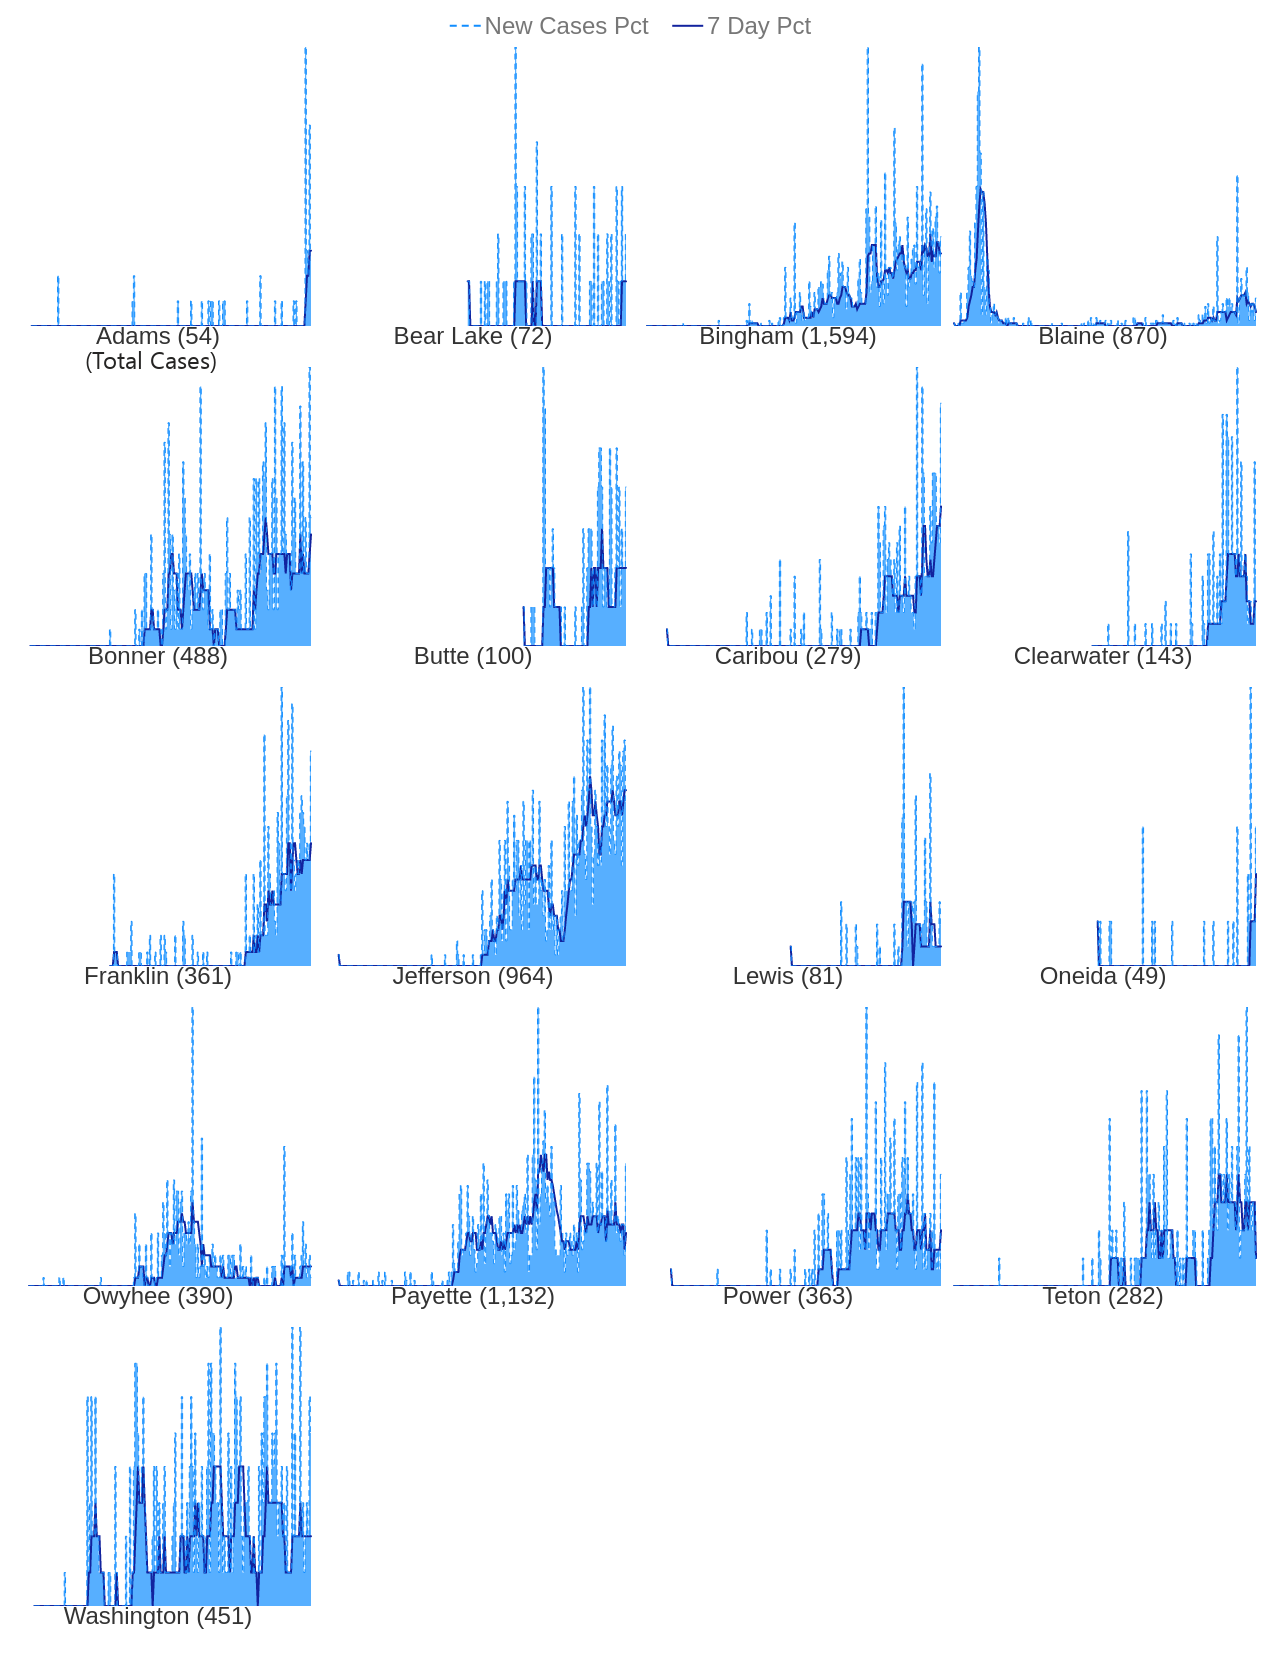 New Cases Pct 7 Day Pct
Adams (54) Bear Lake (72) Bingham (1,594) Blaine (870)
(Total Cases)
Bonner (488) Butte (100) Caribou (279) Clearwater (143)
Franklin (361) Jefferson (964) Lewis (81) Oneida (49)
Owyhee (390) Payette (1,132) Power (363) Teton (282)
Washington (451)